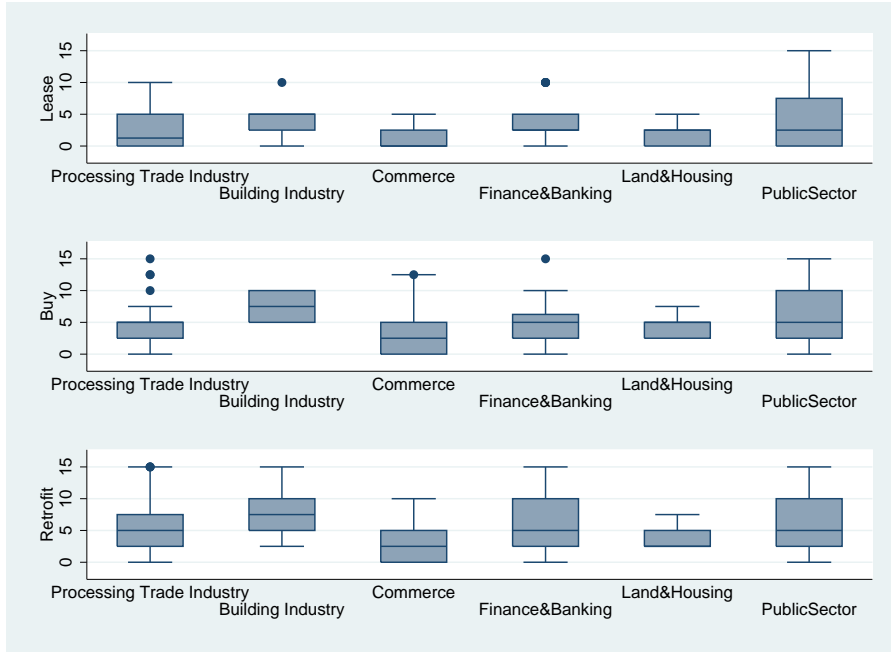 Lease
15
10
5
0
Processing Trade Industry
Building Industry
Commerce
Finance&Banking
Land&Housing
PublicSector
Buy
15
10
5
0
Processing Trade Industry
Building Industry
Commerce
Finance&Banking
Land&Housing
PublicSector
Retrofit
15
10
5
0
Processing Trade Industry
Building Industry
Commerce
Finance&Banking
Land&Housing
PublicSector